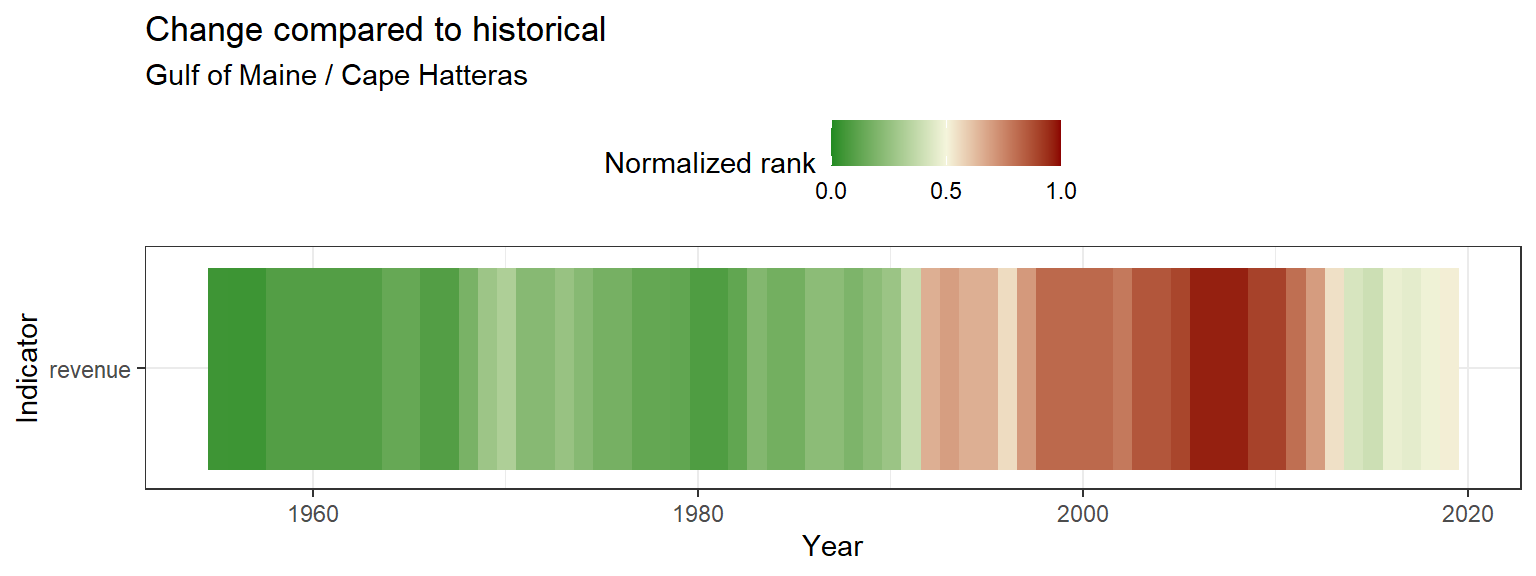 Change compared to historical
Gulf of Maine / Cape Hatteras
Normalized rank
0.0 0.5 1.0
Indicator
revenue
1960 1980 2000 2020
Year